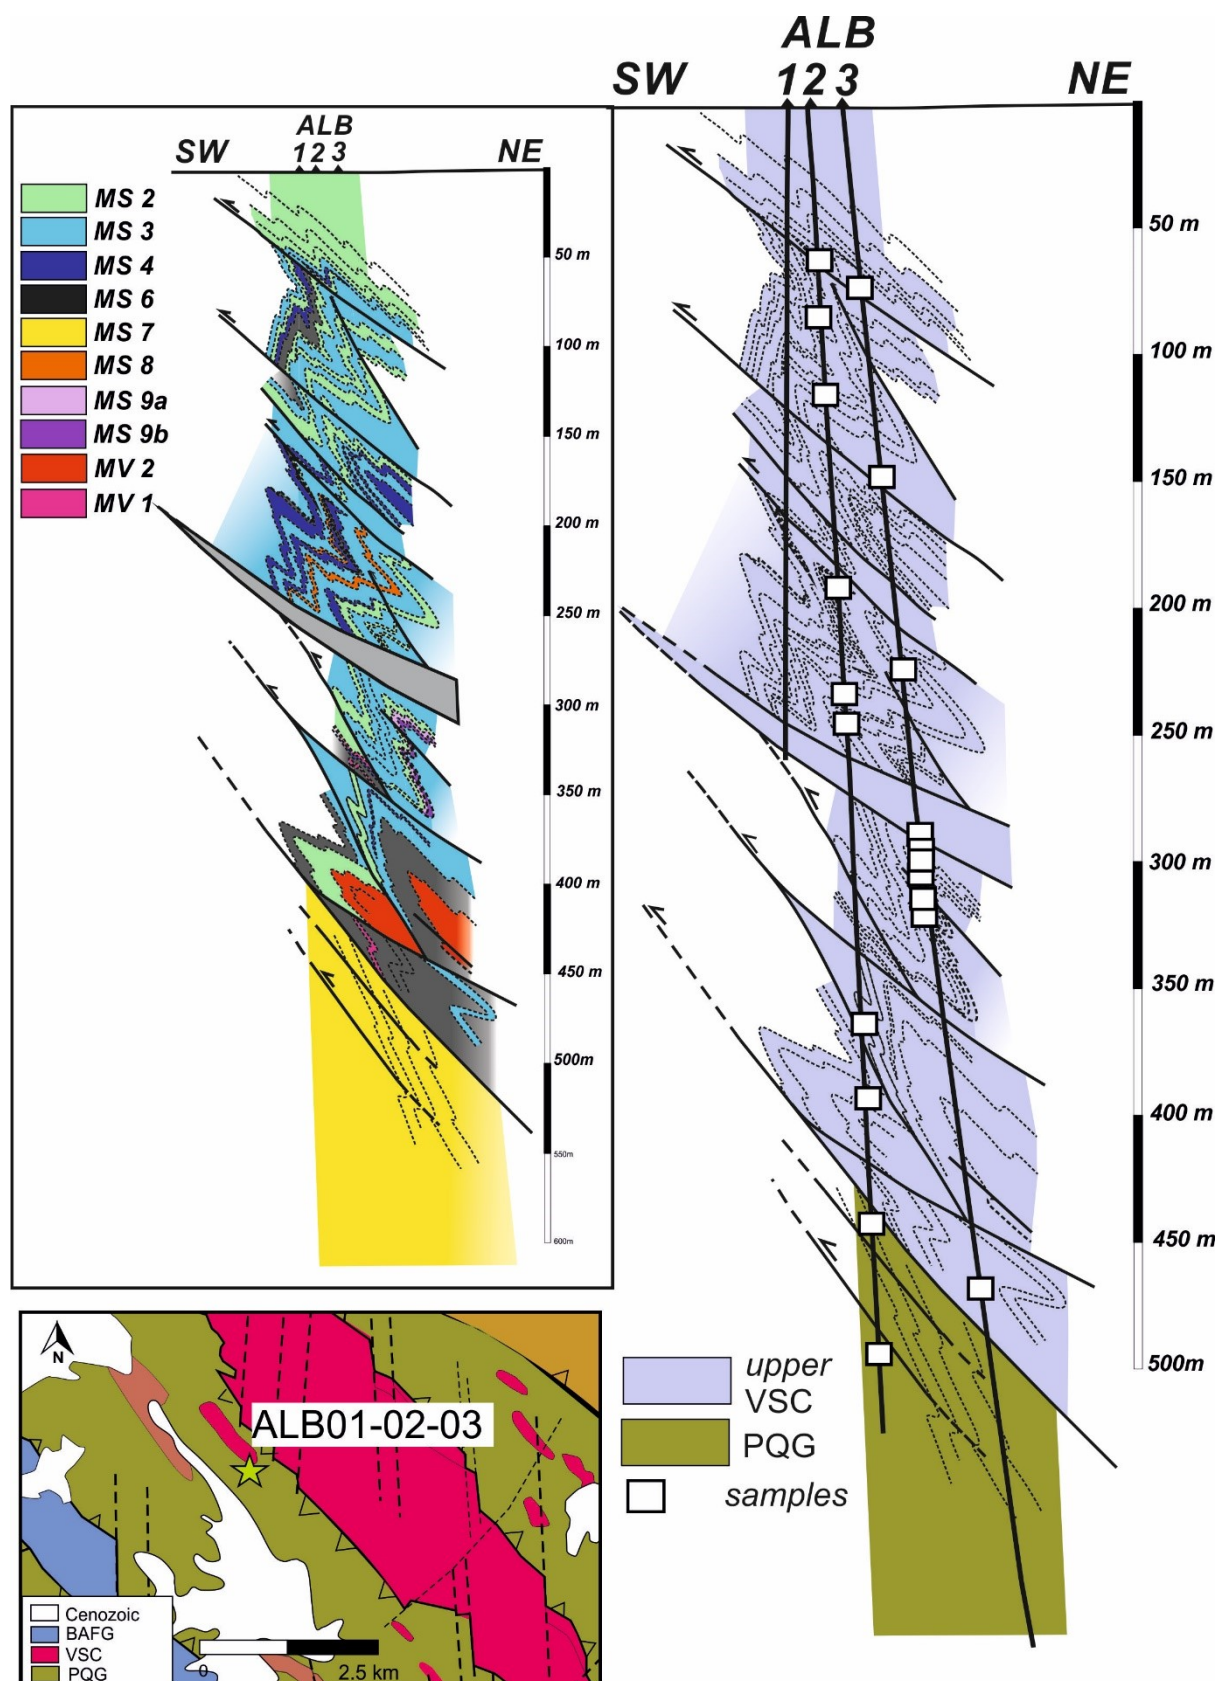 ALB
SW 1 2 3 NE
50 m
100 m
150 m
200 m
250 m
300 m
350 m
400 m
450 m
500m
upper
VSC
PQG
samples
ALB
SW 1 2 3 NE
MS 2
MS 3
MS 4
MS 6
MS 7
MS 8
MS 9a
MS 9b
MV 2
MV 1
50 m
100 m
150 m
200 m
250 m
300 m
350 m
400 m
450 m
500m
550m
600m
N
ALB01-02-03
Cenozoic
BAFG
VSC
PQG
0 2.5 km